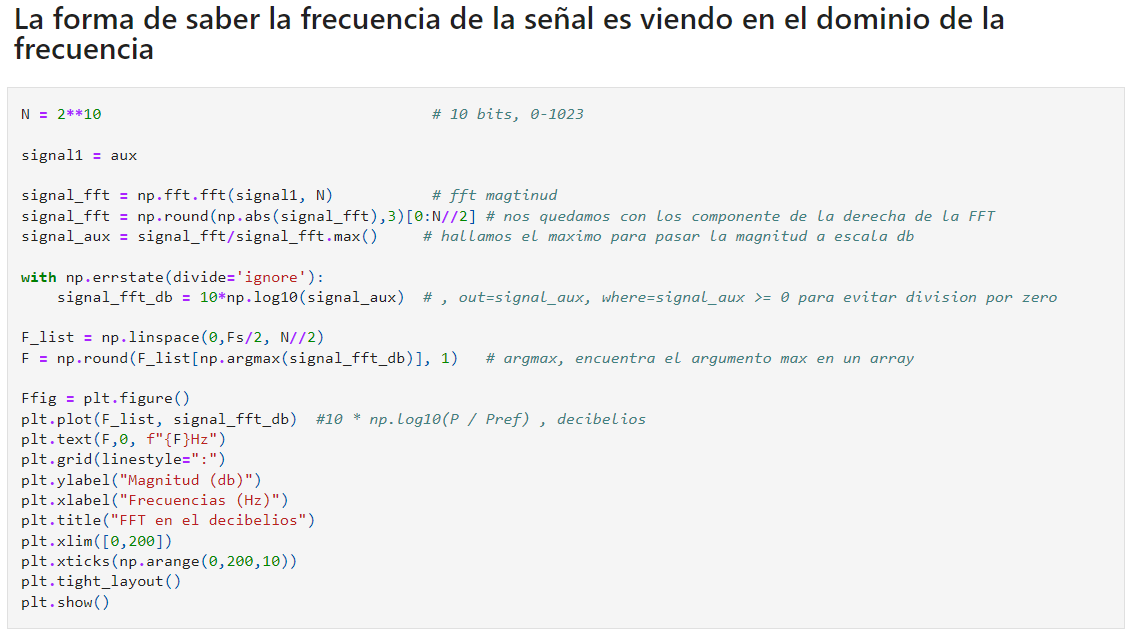 La forma de saber la frecuencia de la señal es viendo en el dominio de la
frecuencia
N = 2**10 # 10 bits, 0-1023
signal1 = aux
signal_fft = np.fft.fft(signal1, N) # fft magtinud
signal_fft = np.round(np.abs(signal_fft),3)[0:N//2] # nos quedamos con los componente de la derecha de la FFT
signal_aux = signal_fft/signal_fft.max() # hallamos el maximo para pasar la magnitud a escala db
with np.errstate(divide='ignore'):
    signal_fft_db = 10*np.log10(signal_aux) # , out=signal_aux, where=signal_aux >= 0 para evitar division por zero
F_list = np.linspace(0,Fs/2, N//2)
F = np.round(F_list[np.argmax(signal_fft_db)], 1) # argmax, encuentra el argumento max en un array
Ffig = plt.figure()
plt.plot(F_list, signal_fft_db) #10 * np.log10(P / Pref) , decibelios
plt.text(F,0, f"{F}Hz")
plt.grid(linestyle=":")
plt.ylabel("Magnitud (db)")
plt.xlabel("Frecuencias (Hz)")
plt.title("FFT en el decibelios")
plt.xlim([0,200])
plt.xticks(np.arange(0,200,10))
plt.tight_layout()
plt.show()